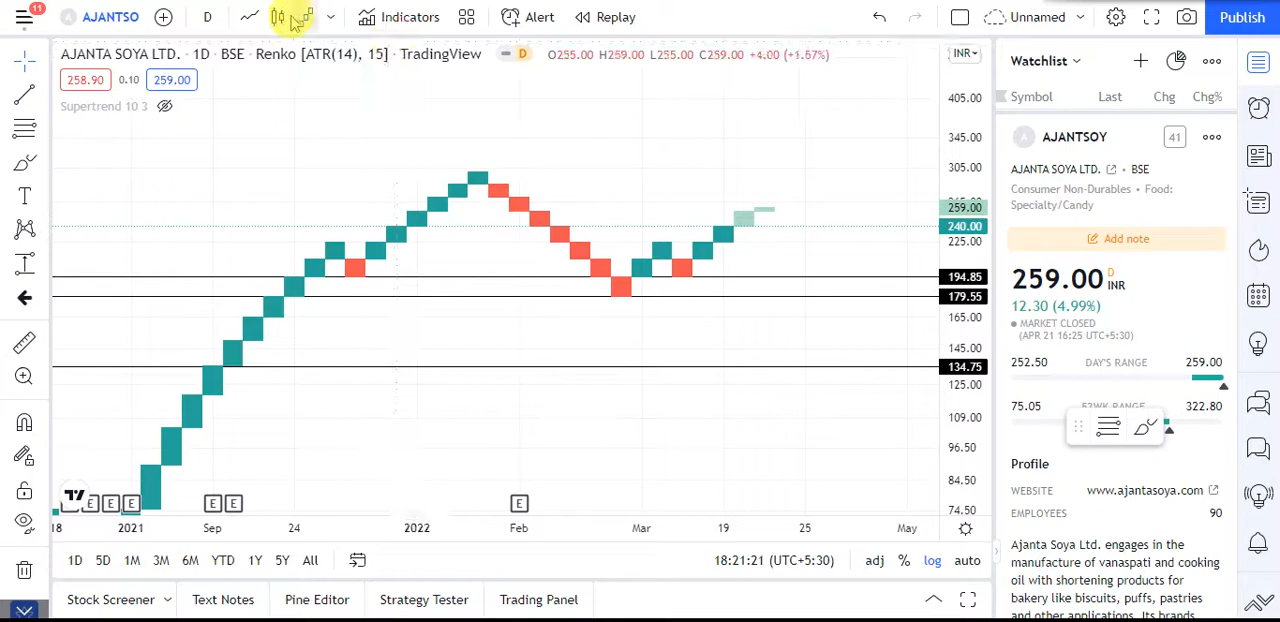 11
A AJANTSO
D
Indicators
Alert
Replay
Unnamed
Publish
AJANTA SOYA LTD. · 1D · BSE · Renko [ATR(14), 15] · TradingView
D
O255.00 H259.00 L255.00 C259.00 +4.00 (+1.57%)
INR
258.90
0.10
259.00
Supertrend 10 3
405.00
345.00
305.00
259.00
240.00
225.00
194.85
179.55
165.00
145.00
134.75
125.00
109.00
96.50
84.50
74.50
E E E E E E
18 2021 Sep 24 2022 Feb Mar 19 25 May
1D 5D 1M 3M 6M YTD 1Y 5Y All
18:21:21 (UTC+5:30)
adj % log auto
Stock Screener
Text Notes
Pine Editor
Strategy Tester
Trading Panel
Watchlist
Symbol Last Chg Chg%
A AJANTSOY
41
AJANTA SOYA LTD. • BSE
Consumer Non-Durables • Food:
Specialty/Candy
Add note
259.00 D INR
12.30 (4.99%)
MARKET CLOSED
(APR 21 16:25 UTC+5:30)
252.50 DAY'S RANGE 259.00
75.05 52WK RANGE 322.80
Profile
WEBSITE www.ajantasoya.com
EMPLOYEES 90
Ajanta Soya Ltd. engages in the
manufacture of vanaspati and cooking
oil with shortening products for
bakery like biscuits, puffs, pastries
and other applications. Its brands